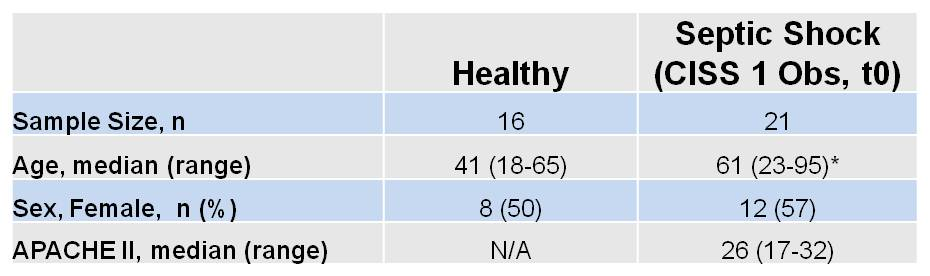 Healthy Septic Shock
(CISS 1 Obs, t0)
Sample Size, n 16 21
Age, median (range) 41 (18-65) 61 (23-95)*
Sex, Female, n (%) 8 (50) 12 (57)
APACHE II, median (range) N/A 26 (17-32)